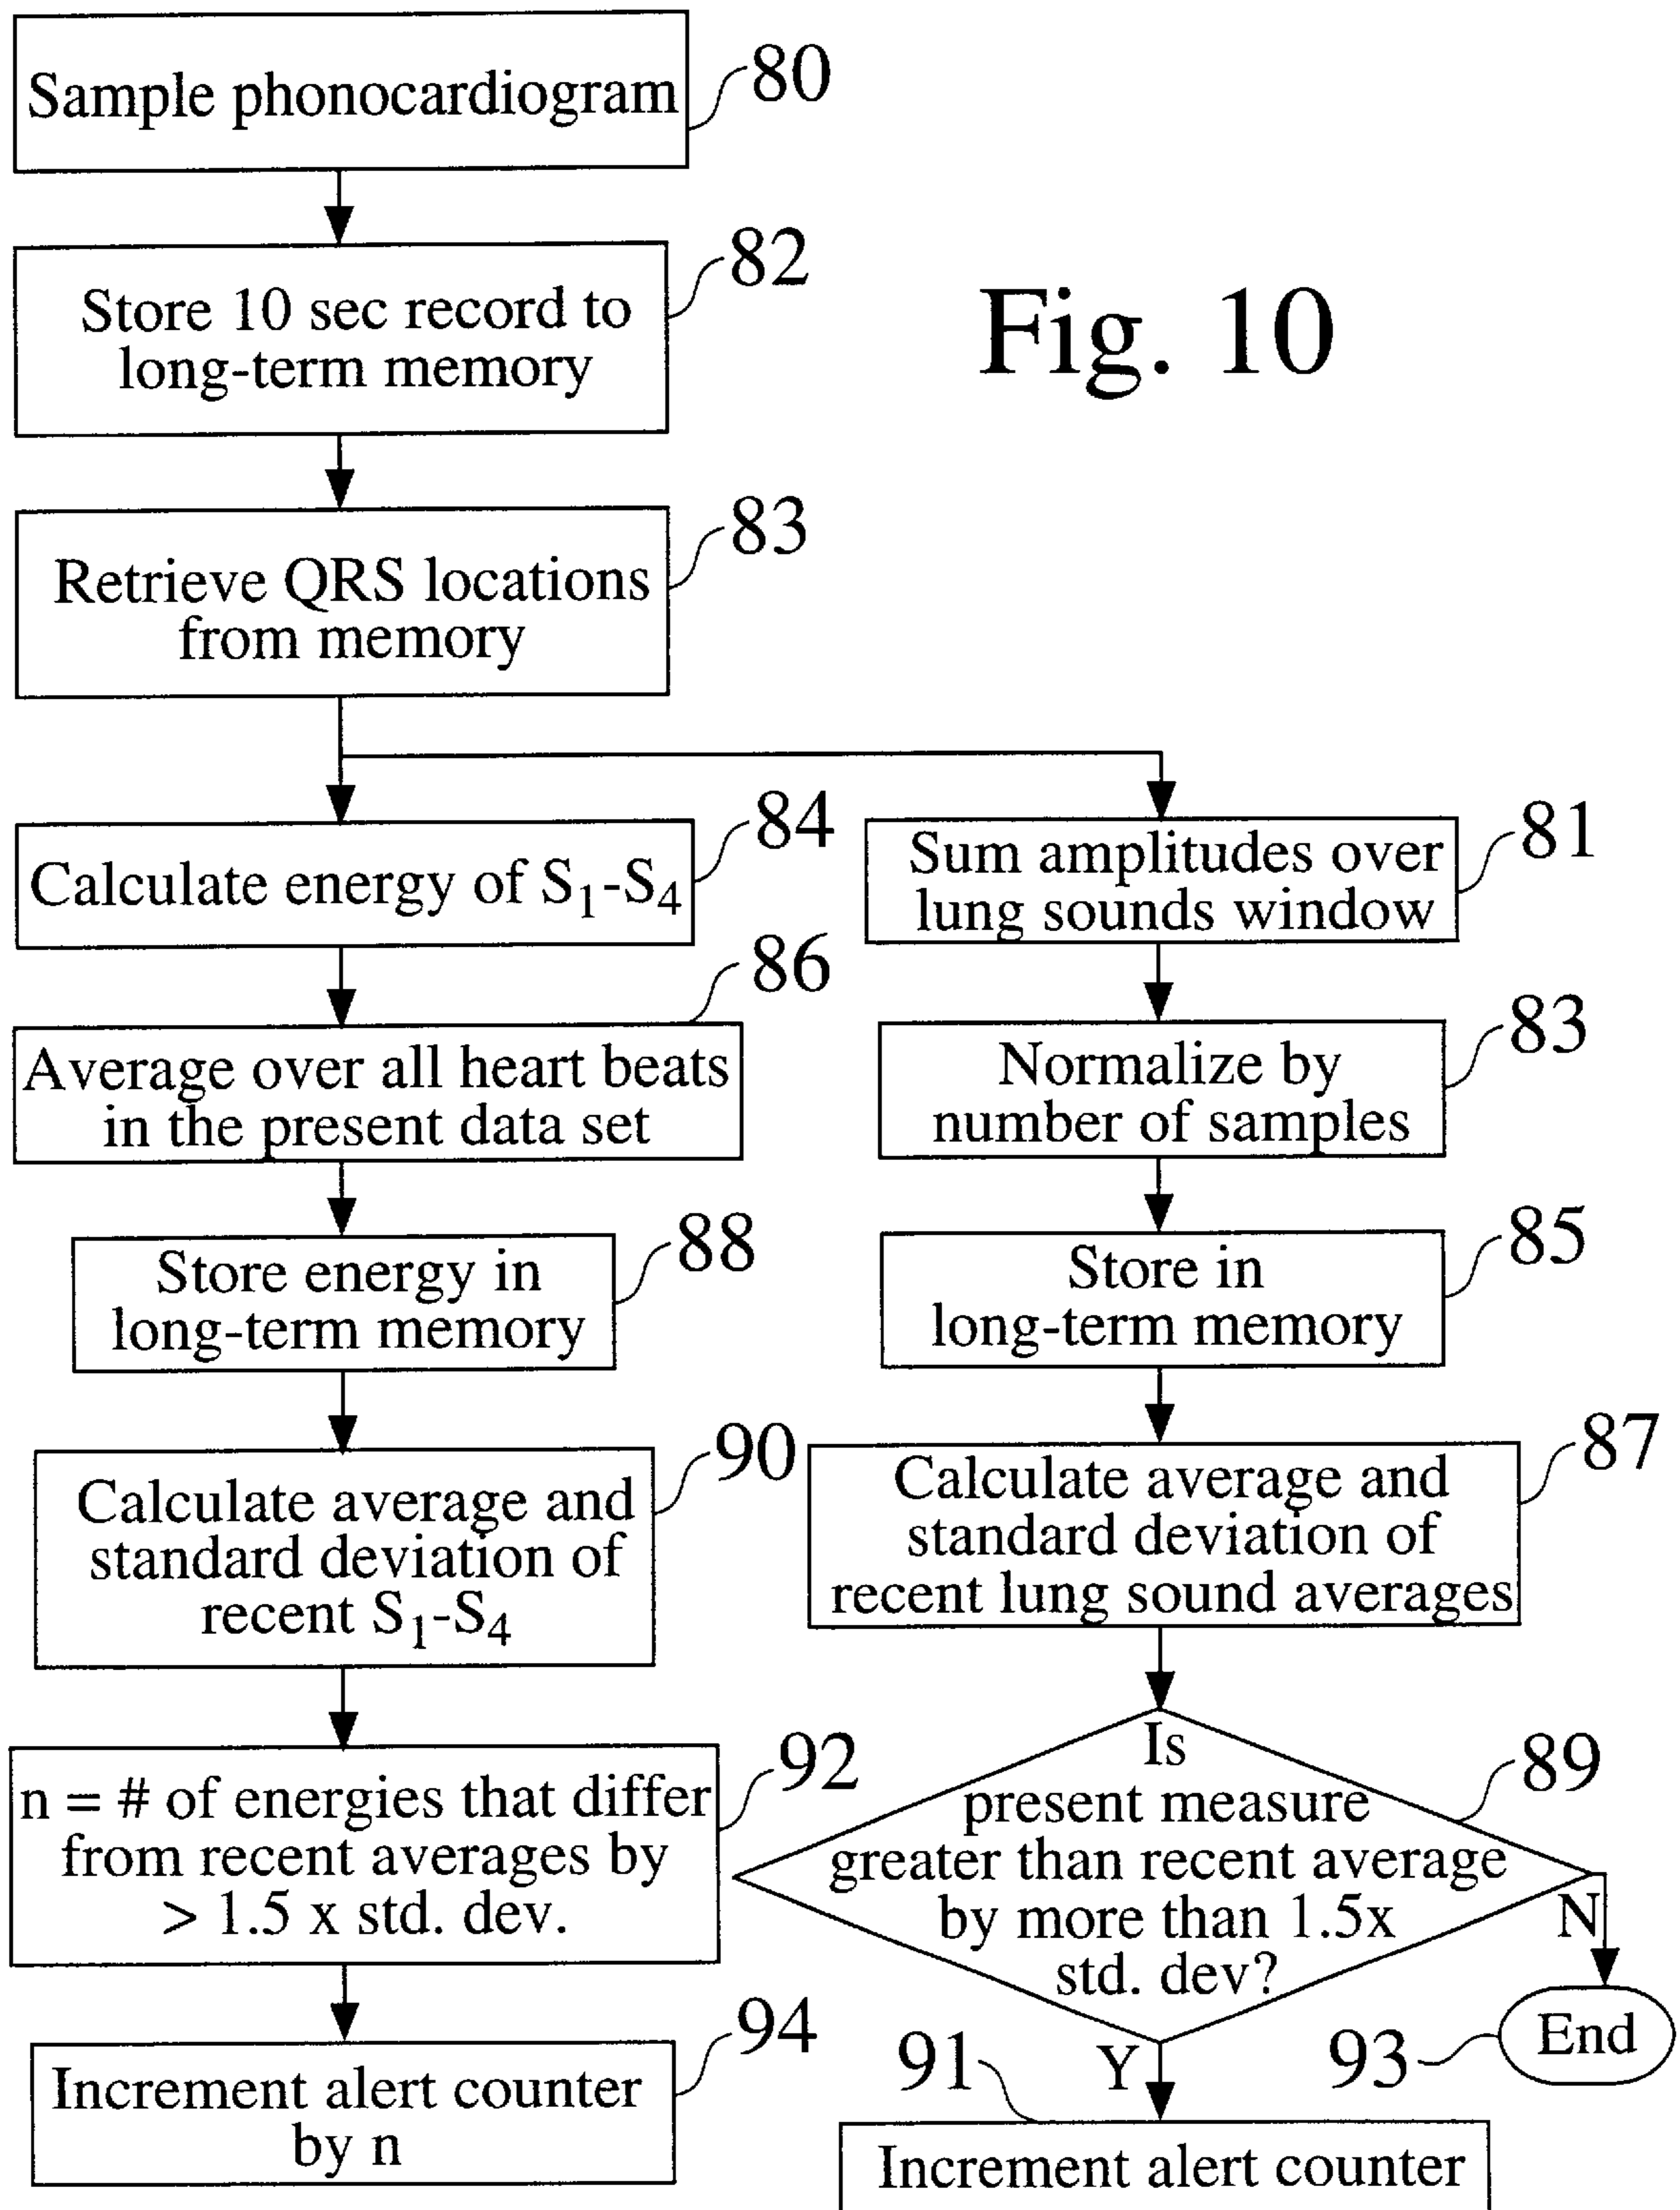 Sample phonocardiogram
80
Store 10 sec record to
long-term memory
82
Fig. 10
Retrieve QRS locations
from memory
83
Calculate energy of S1-S4
84
Average over all heart beats
in the present data set
86
Store energy in
long-term memory
88
Calculate average and
standard deviation of
recent S1-S4
90
n = # of energies that differ
from recent averages by
> 1.5 x std. dev.
92
Increment alert counter
by n
94
Sum amplitudes over
lung sounds window
81
Normalize by
number of samples
83
Store in
long-term memory
85
Calculate average and
standard deviation of
recent lung sound averages
87
Is
present measure
greater than recent average
by more than 1.5x
std. dev?
89
N
End
93
Y
91
Increment alert counter